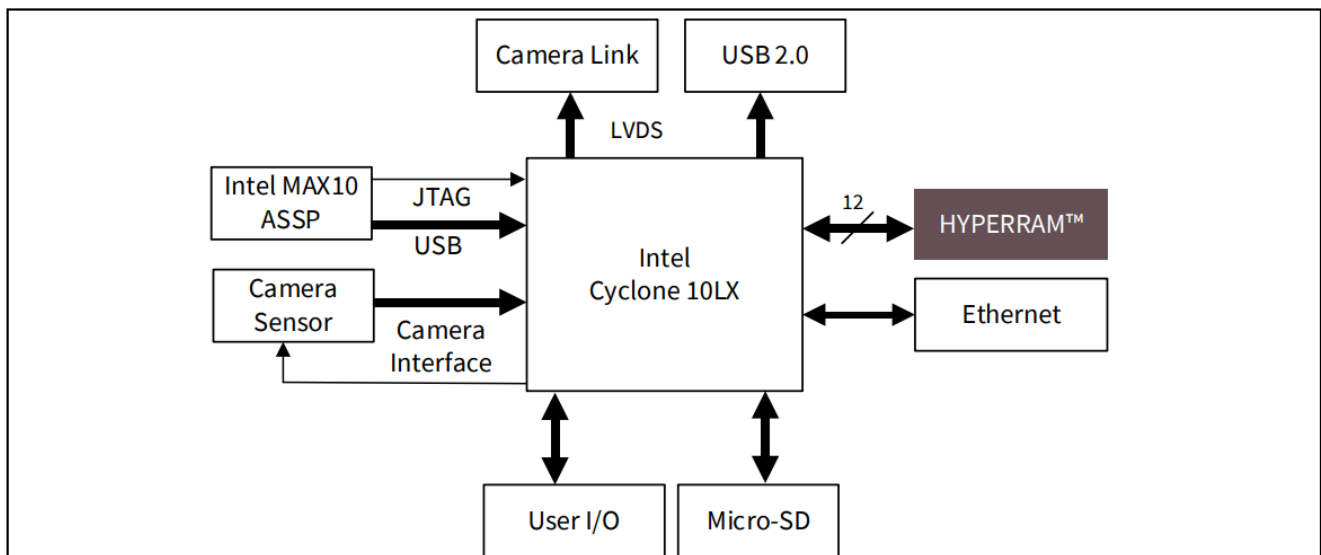 Camera Link
USB 2.0
LVDS
Intel MAX10
ASSP
JTAG
USB
12
HYPERRAM™
Intel
Cyclone 10LX
Camera
Sensor
Camera
Interface
Ethernet
User I/O
Micro-SD